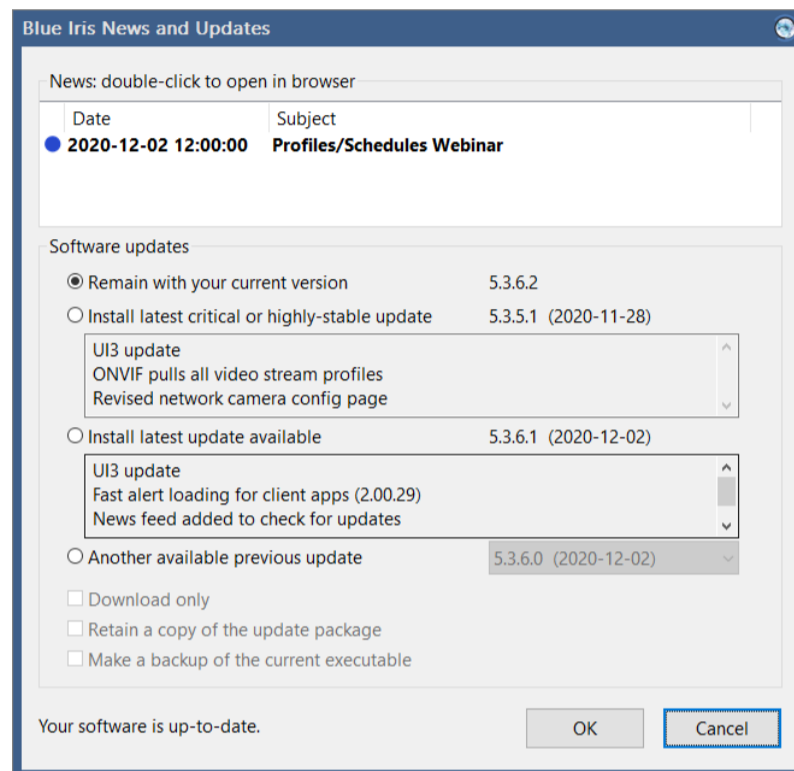 Blue Iris News and Updates
News: double-click to open in browser
Date Subject
2020-12-02 12:00:00 Profiles/Schedules Webinar
Software updates
Remain with your current version 5.3.6.2
Install latest critical or highly-stable update 5.3.5.1 (2020-11-28)
UI3 update
ONVIF pulls all video stream profiles
Revised network camera config page
Install latest update available 5.3.6.1 (2020-12-02)
UI3 update
Fast alert loading for client apps (2.00.29)
News feed added to check for updates
Another available previous update 5.3.6.0 (2020-12-02)
Download only
Retain a copy of the update package
Make a backup of the current executable
Your software is up-to-date. OK Cancel